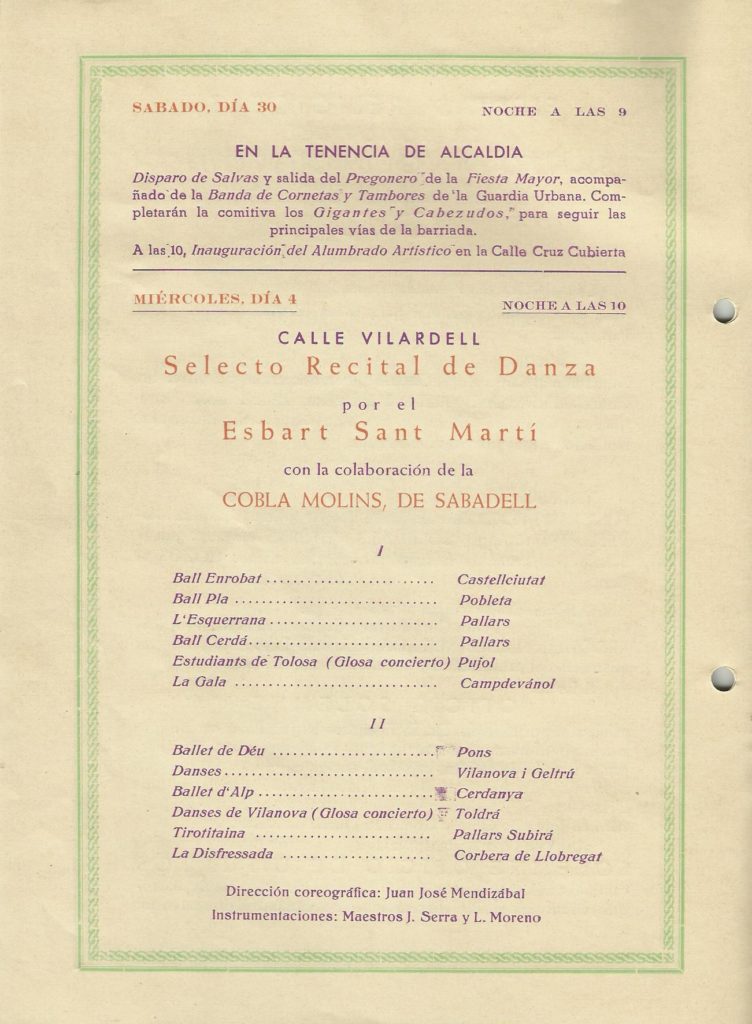 SABADO, DÍA 30 NOCHE A LAS 9
EN LA TENENCIA DE ALCALDIA
Disparo de Salvas y salida del Pregonero de la Fiesta Mayor, acompa-
ñado de la Banda de Cornetas y Tambores de la Guardia Urbana. Com-
pletarán la comitiva los Gigantes y Cabezudos, para seguir las
principales vías de la barriada.
A las 10, Inauguración del Alumbrado Artístico en la Calle Cruz Cubierta
MIÉRCOLES, DÍA 4 NOCHE A LAS 10
CALLE VILARDELL
Selecto Recital de Danza
por el
Esbart Sant Martí
con la colaboración de la
COBLA MOLINS, DE SABADELL
I
Ball Enrobat ........................ Castellciutat
Ball Pla ............................. Pobleta
L'Esquerrana ........................ Pallars
Ball Cerdá........................... Pallars
Estudiants de Tolosa (Glosa concierto) Pujol
La Gala ............................. Campdevánol
II
Ballet de Déu ....................... Pons
Danses.............................. Vilanova i Geltrú
Ballet d'Alp ......................... Cerdanya
Danses de Vilanova (Glosa concierto) Toldrá
Tirotitaina ......................... Pallars Subirá
La Disfressada ..................... Corbera de Llobregat
Dirección coreográfica: Juan José Mendizábal
Instrumentaciones: Maestros J. Serra y L. Moreno